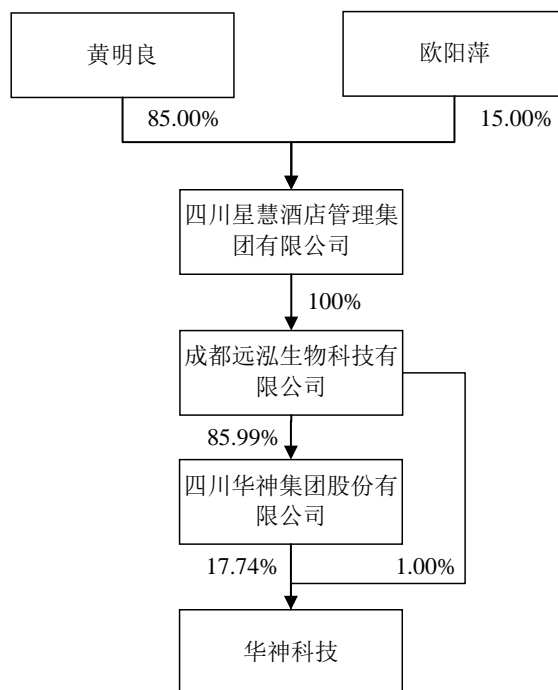 黄明良
欧阳萍
85.00%
15.00%
四川星慧酒店管理集
团有限公司
100%
成都远泓生物科技有
限公司
85.99%
四川华神集团股份有
限公司
17.74%
1.00%
华神科技